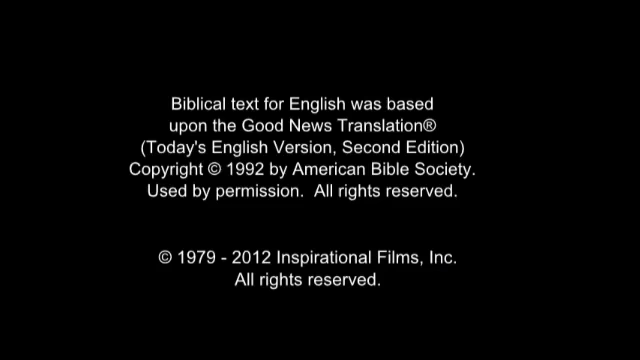 Biblical text for English was based
upon the Good News Translation®
(Today's English Version, Second Edition)
Copyright © 1992 by American Bible Society.
Used by permission.  All rights reserved.
© 1979 - 2012 Inspirational Films, Inc.
All rights reserved.